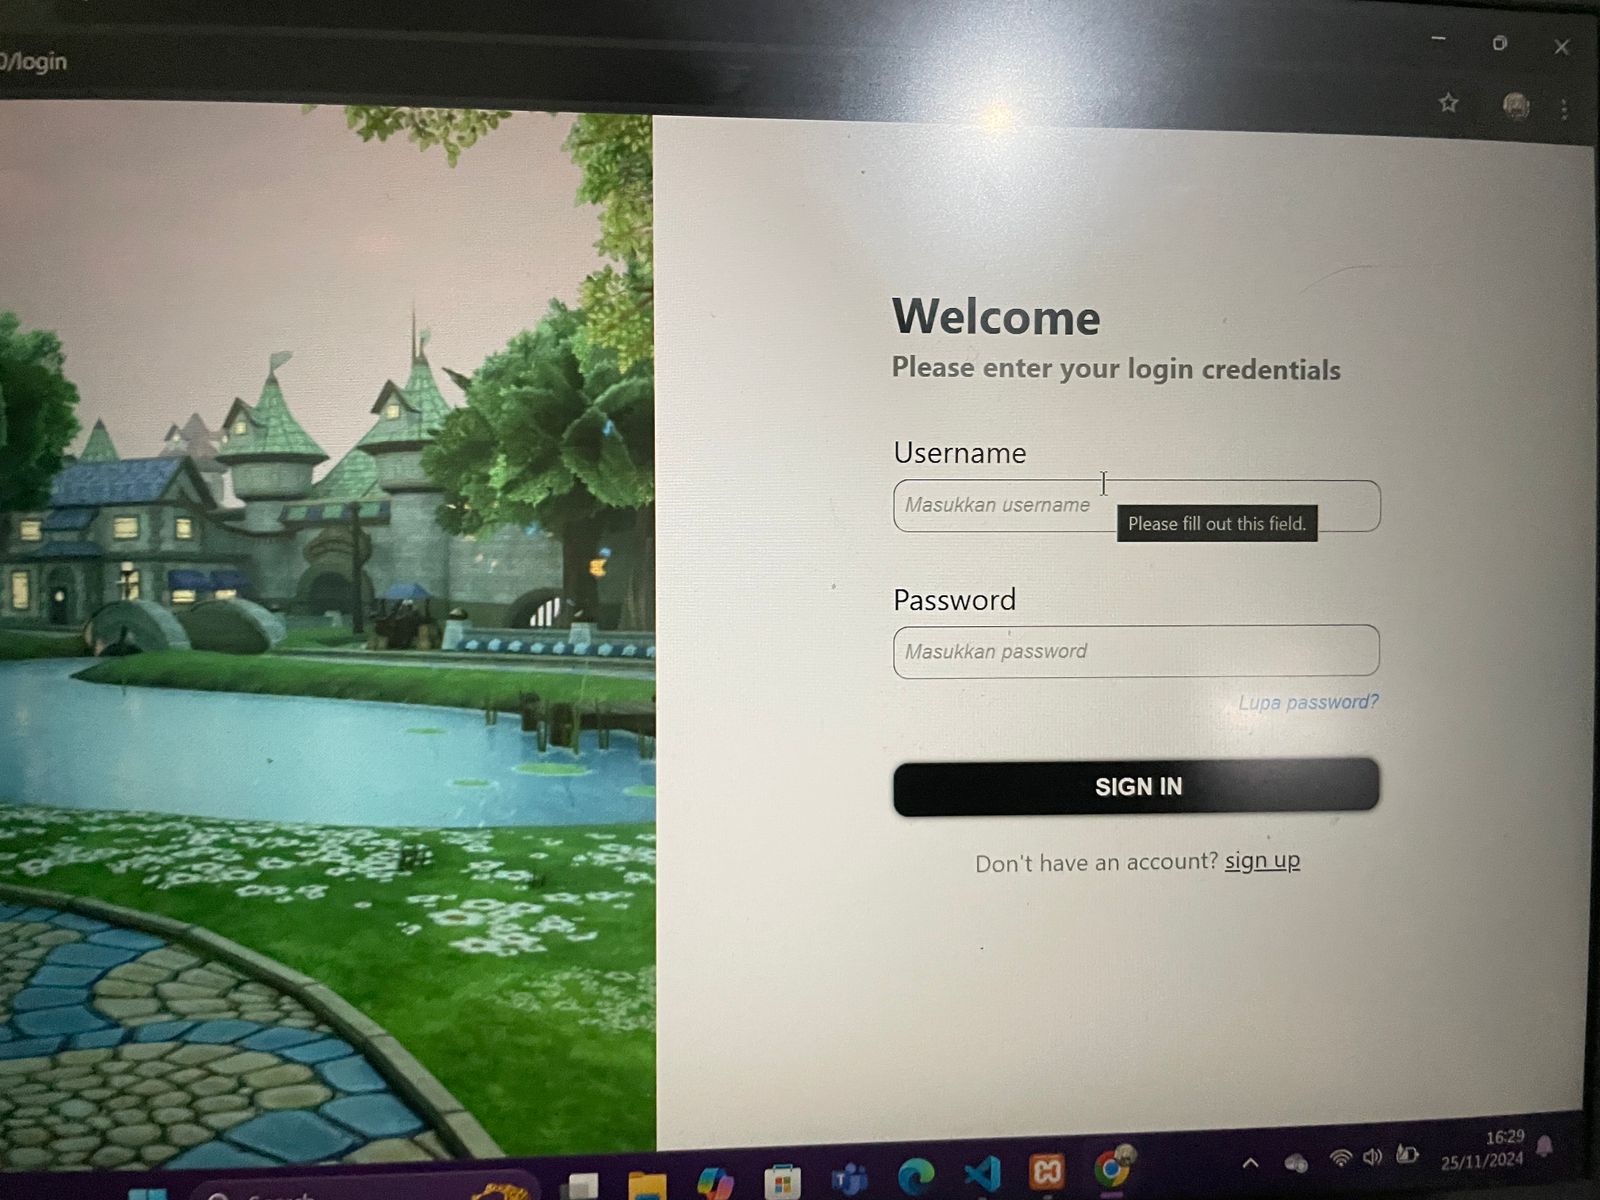 /login
Welcome
Please enter your login credentials
Username
Masukkan username
Please fill out this field.
Password
Masukkan password
Lupa password?
SIGN IN
Don't have an account? sign up
16:29
25/11/2024